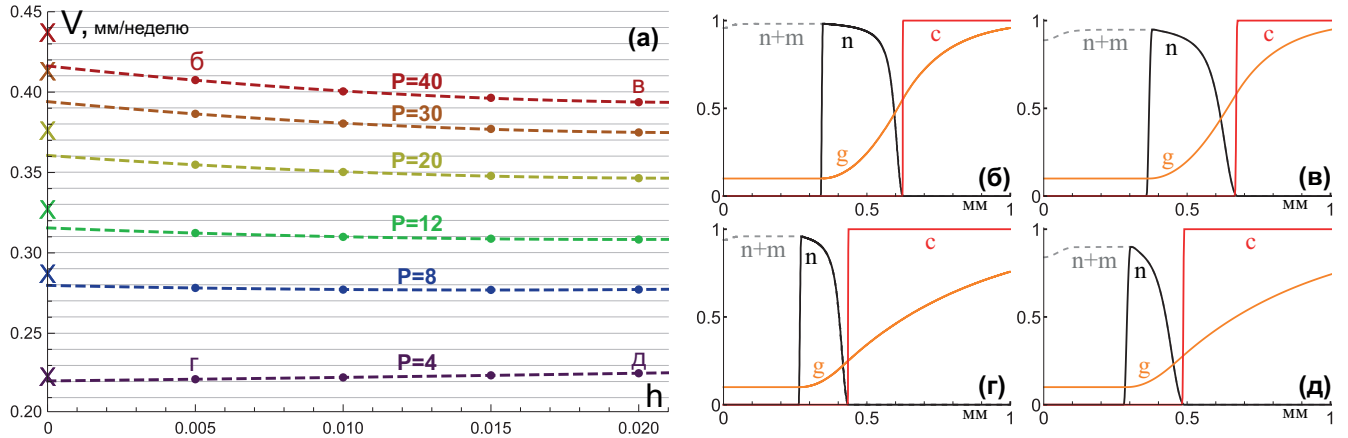 V, мм/неделю
(а)
0.45
0.40
0.35
0.30
0.25
0.20
б
P=40
в
P=30
P=20
P=12
P=8
г
P=4
д
h
0
0.005
0.010
0.015
0.020
1
0.5
0
n+m
n
c
g
(б)
0
0.5
мм
1
1
0.5
0
n+m
n
c
g
(в)
0
0.5
мм
1
1
0.5
0
n+m
n
c
g
(г)
0
0.5
мм
1
1
0.5
0
n+m
n
c
g
(д)
0
0.5
мм
1